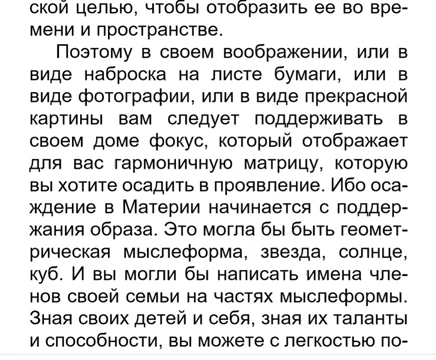 ской целью, чтобы отобразить ее во вре-
мени и пространстве.
Поэтому в своем воображении, или в
виде наброска на листе бумаги, или в
виде фотографии, или в виде прекрасной
картины вам следует поддерживать в
своем доме фокус, который отображает
для вас гармоничную матрицу, которую
вы хотите осадить в проявление. Ибо оса-
ждение в Материи начинается с поддер-
жания образа. Это могла бы быть геомет-
рическая мыслеформа, звезда, солнце,
куб. И вы могли бы написать имена чле-
нов своей семьи на частях мыслеформы.
Зная своих детей и себя, зная их таланты
и способности, вы можете с легкостью по-